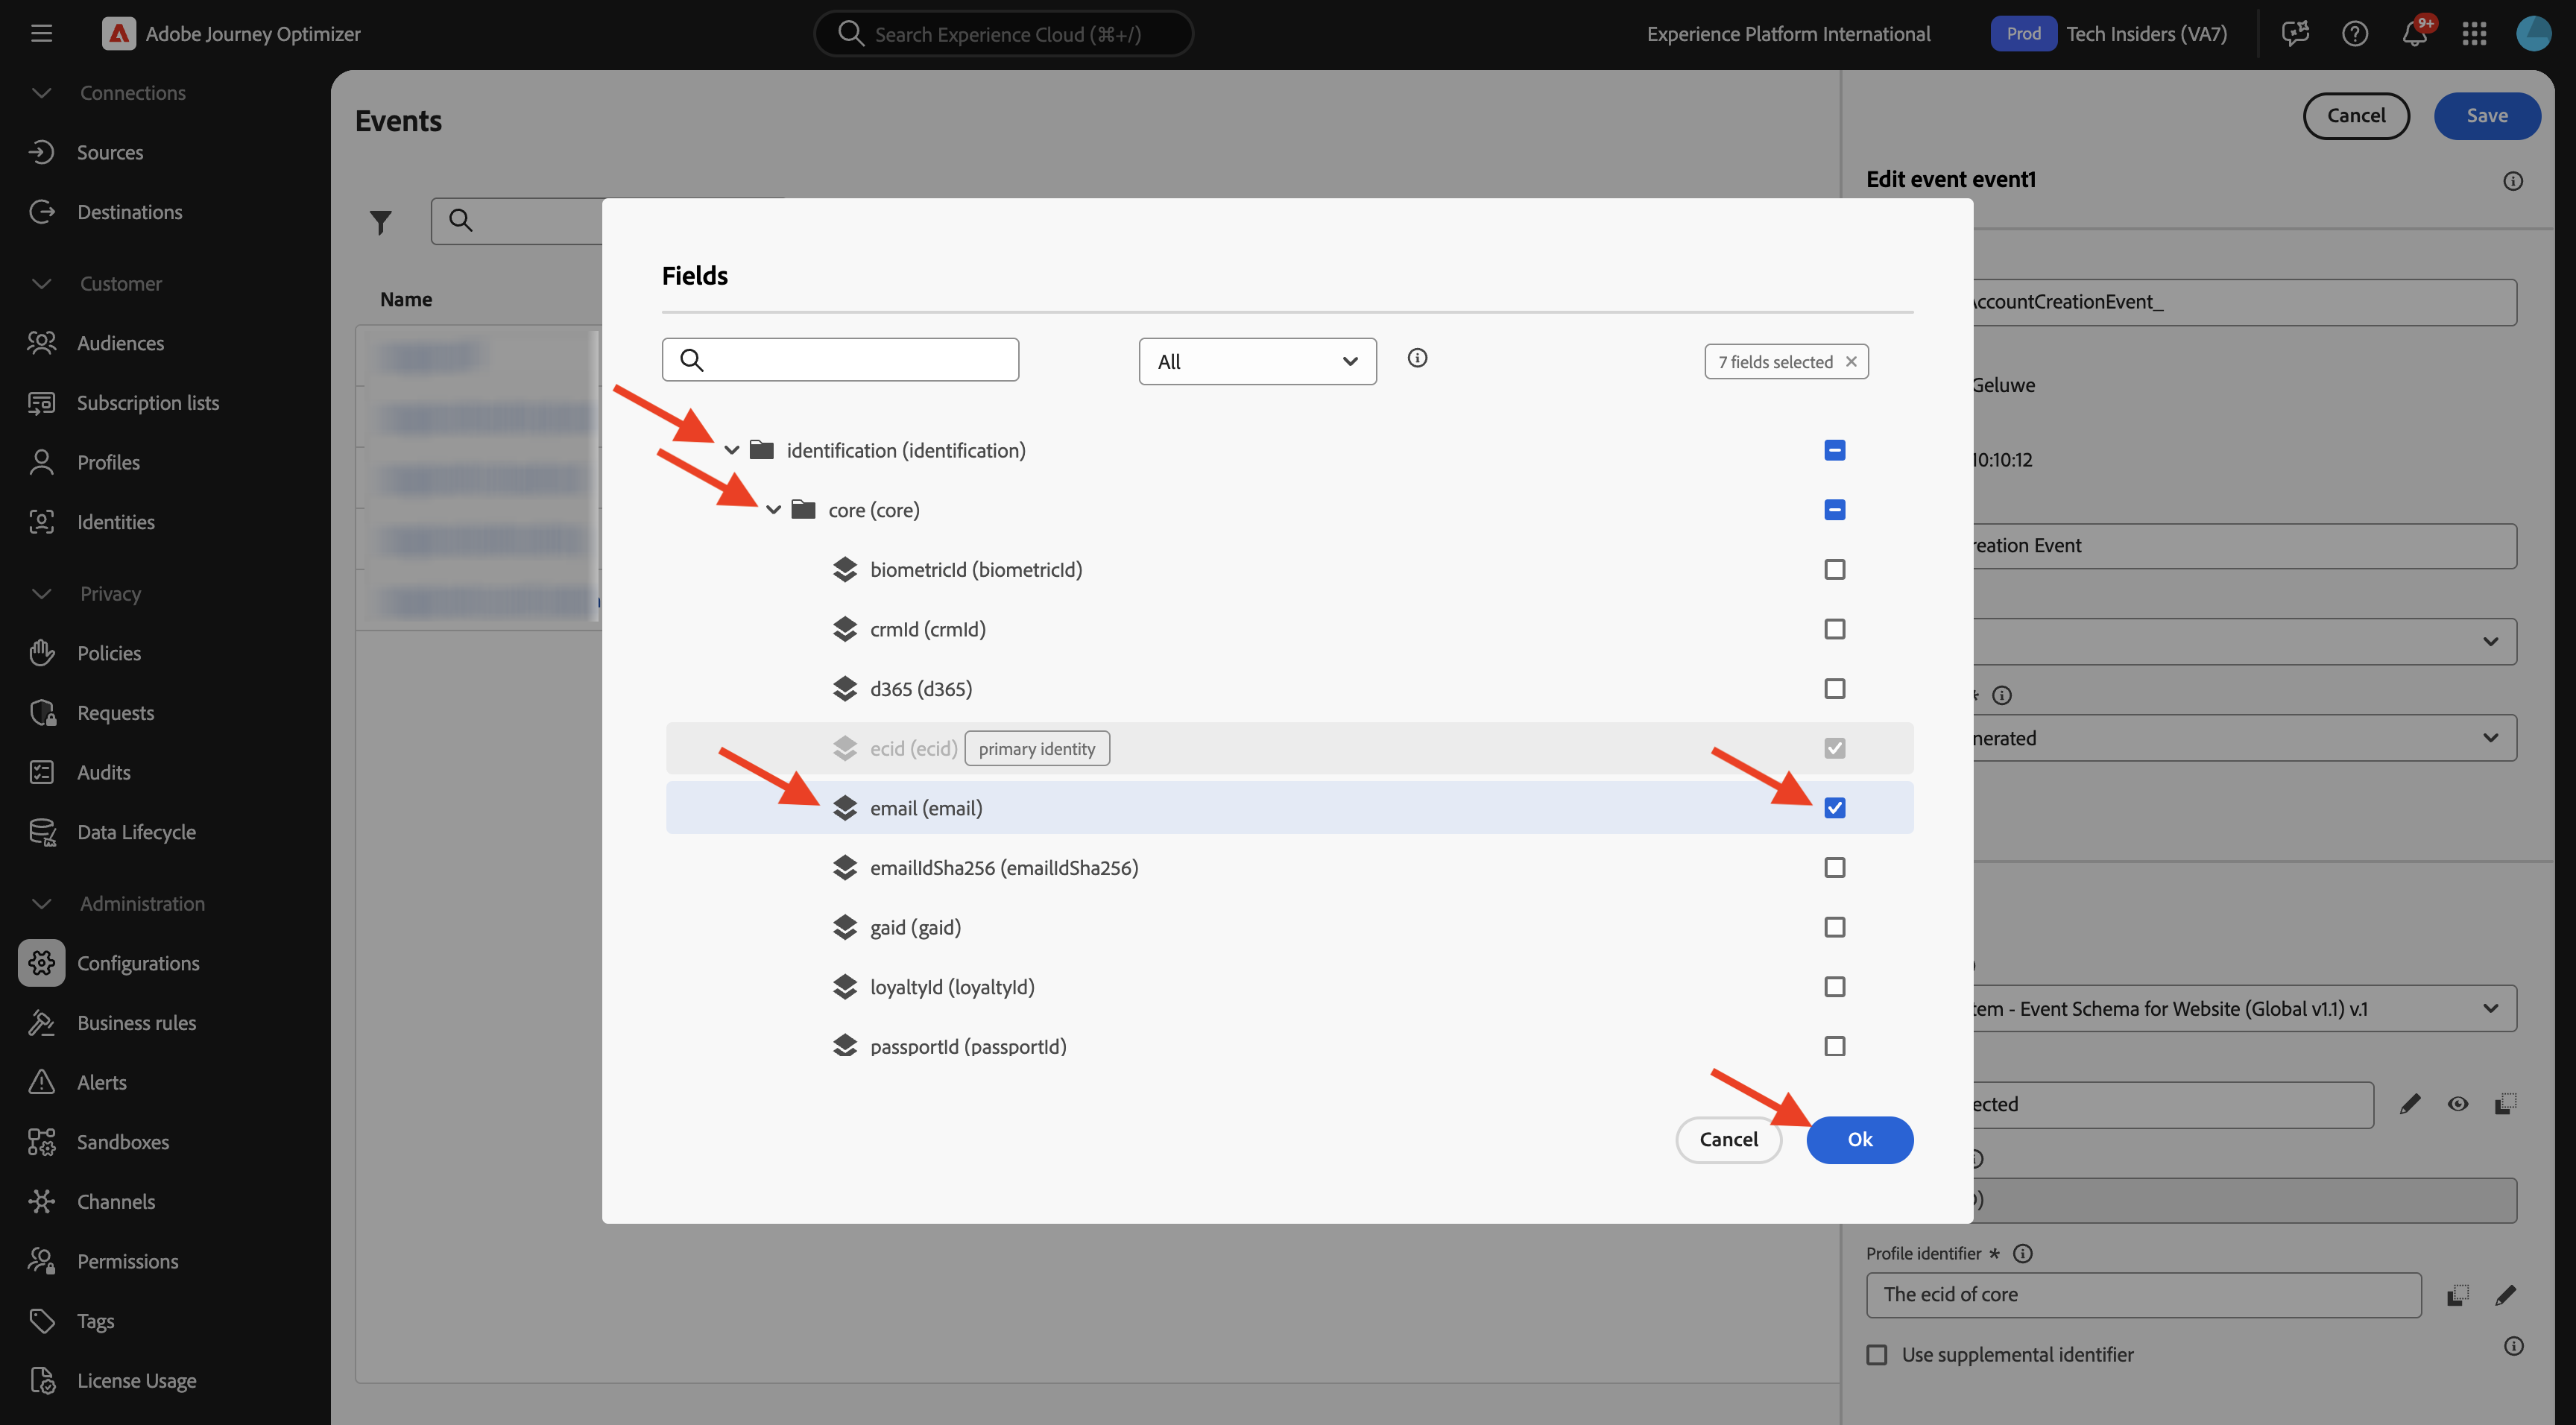 Adobe Journey Optimizer
Search Experience Cloud (⌘+/)
Experience Platform International
Prod
Tech Insiders (VA7)
9+
Connections
Sources
Destinations
Customer
Audiences
Subscription lists
Profiles
Identities
Privacy
Policies
Requests
Audits
Data Lifecycle
Administration
Configurations
Business rules
Alerts
Sandboxes
Channels
Permissions
Tags
License Usage
Events
Name
Fields
All
7 fields selected
identification (identification)
core (core)
biometricId (biometricId)
crmId (crmId)
d365 (d365)
ecid (ecid) primary identity
email (email)
emailIdSha256 (emailIdSha256)
gaid (gaid)
loyaltyId (loyaltyId)
passportId (passportId)
Cancel
Ok
Cancel
Save
Edit event event1
AccountCreationEvent_
Geluwe
10:10:12
reation Event
*
nerated
tem - Event Schema for Website (Global v1.1) v.1
ected
)
Profile identifier *
The ecid of core
Use supplemental identifier